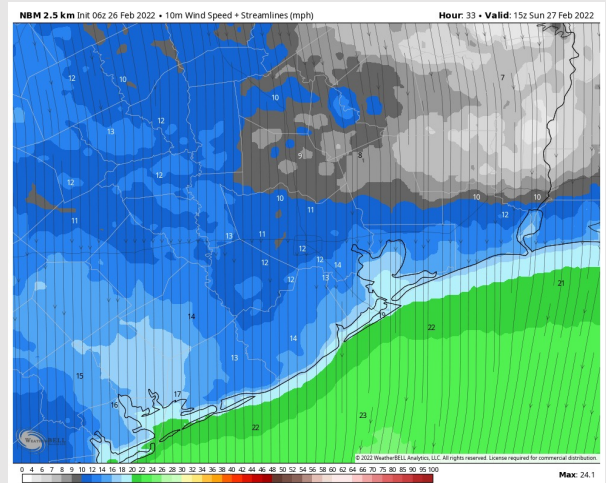 NBM 2.5 km Init 06z 26 Feb 2022 • 10m Wind Speed + Streamlines (mph)
Hour: 33 • Valid: 15z Sun 27 Feb 2022
12 10 7
10
13 12
9 8 8
12 12
10 10 10
11 11 12
13 11
12
12 12 14
12 13
21
14 19 22
14
13
15
17
16
22 23
WeatherBELL
© 2022 WeatherBELL Analytics, LLC. All rights reserved. License required for commercial distribution.
0 4 6 7 8 9 10 12 14 16 18 20 22 24 26 28 30 32 34 36 38 40 42 44 46 48 50 52 54 56 58 60 62 64 66 70 75 80 85 90 95 100
Max: 24.1